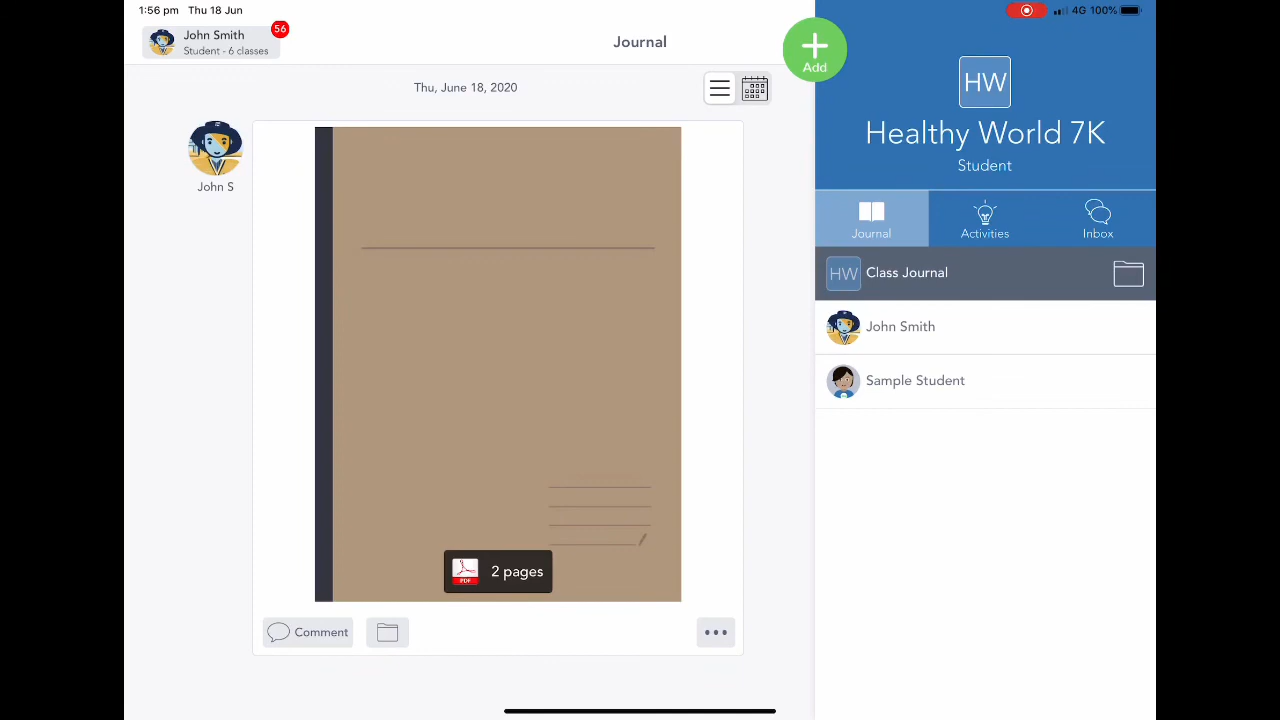 1:56 pm Thu 18 Jun
4G 100%
John Smith
Student - 6 classes
56
Journal
Add
Thu, June 18, 2020
John S
PDF
2 pages
Comment
HW
Healthy World 7K
Student
Journal
Activities
Inbox
HW
Class Journal
John Smith
Sample Student